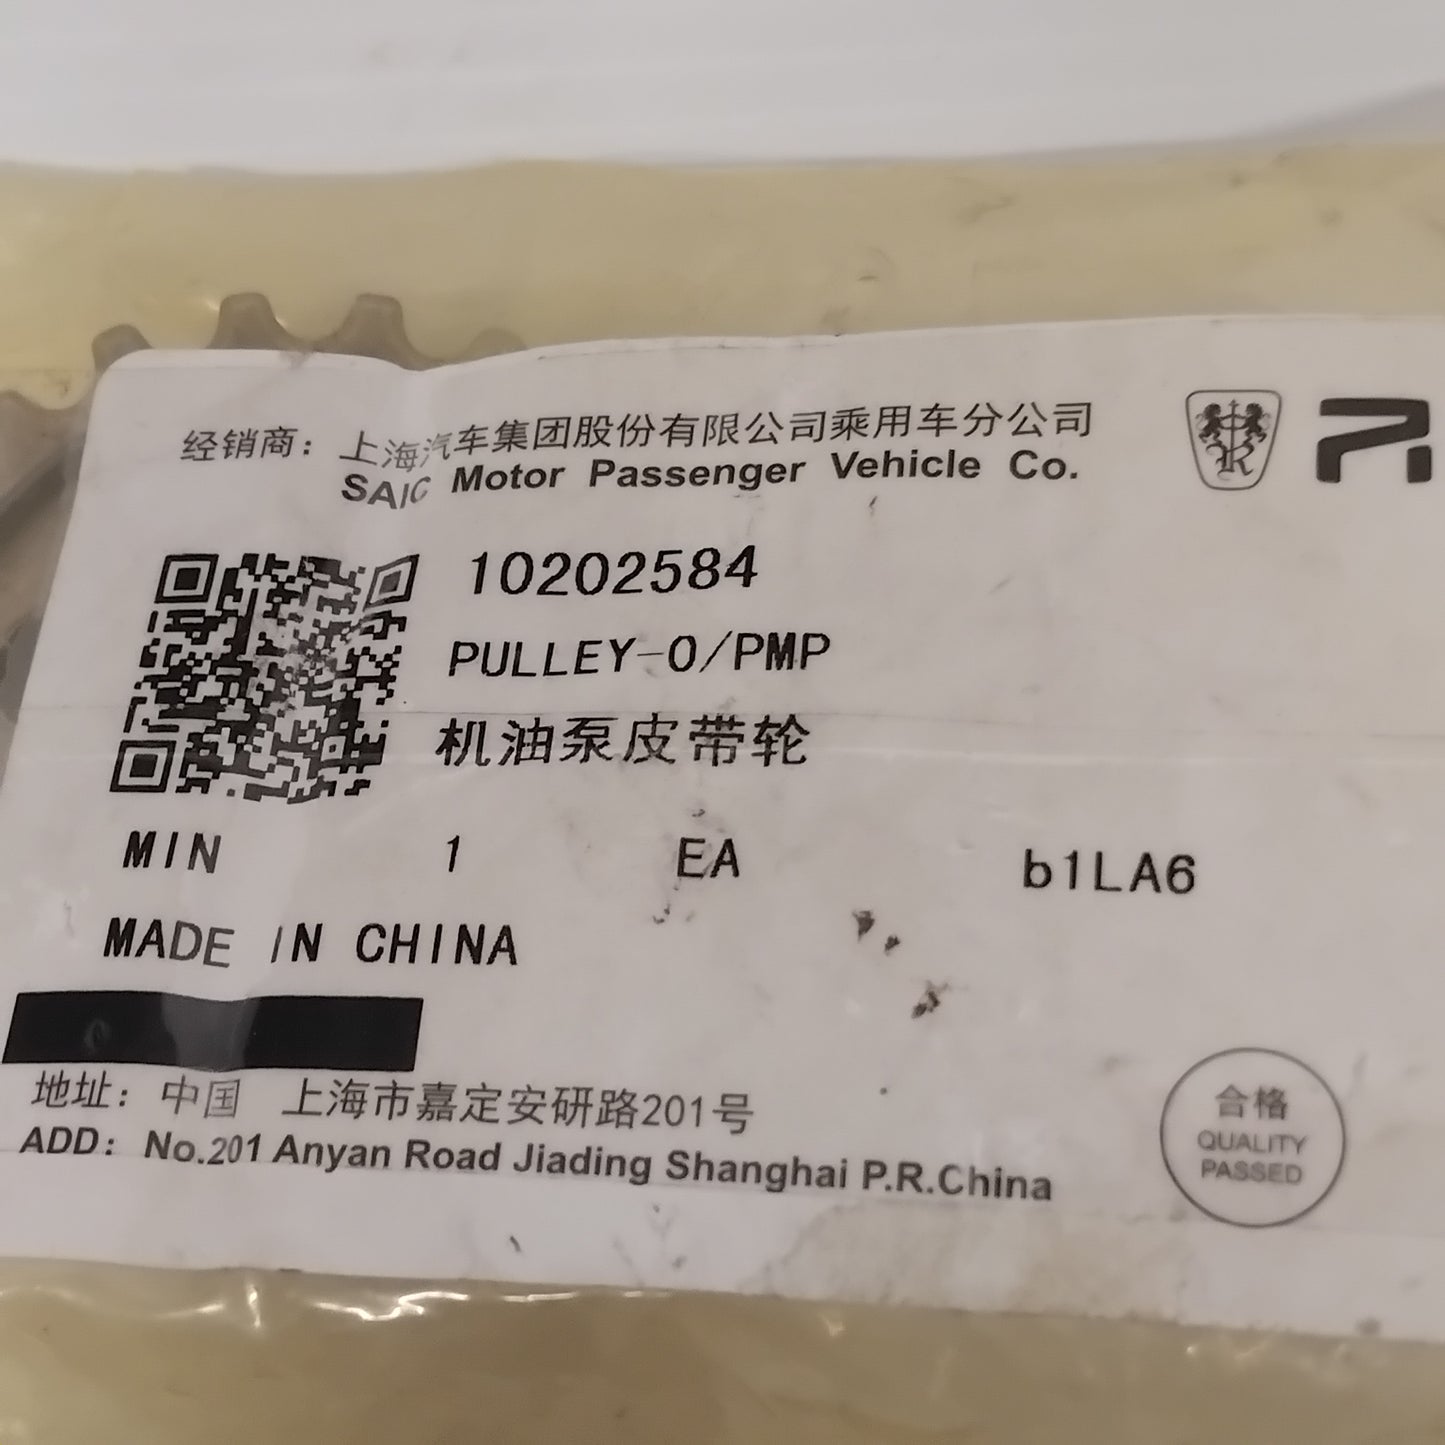 经销商：上海汽车集团股份有限公司乘用车分公司
SAIC Motor Passenger Vehicle Co.
10202584
PULLEY-O/PMP
机油泵皮带轮
MIN 1 EA b1LA6
MADE IN CHINA
地址：中国 上海市嘉定安研路201号
ADD：No.201 Anyan Road Jiading Shanghai P.R.China
合格
QUALITY
PASSED